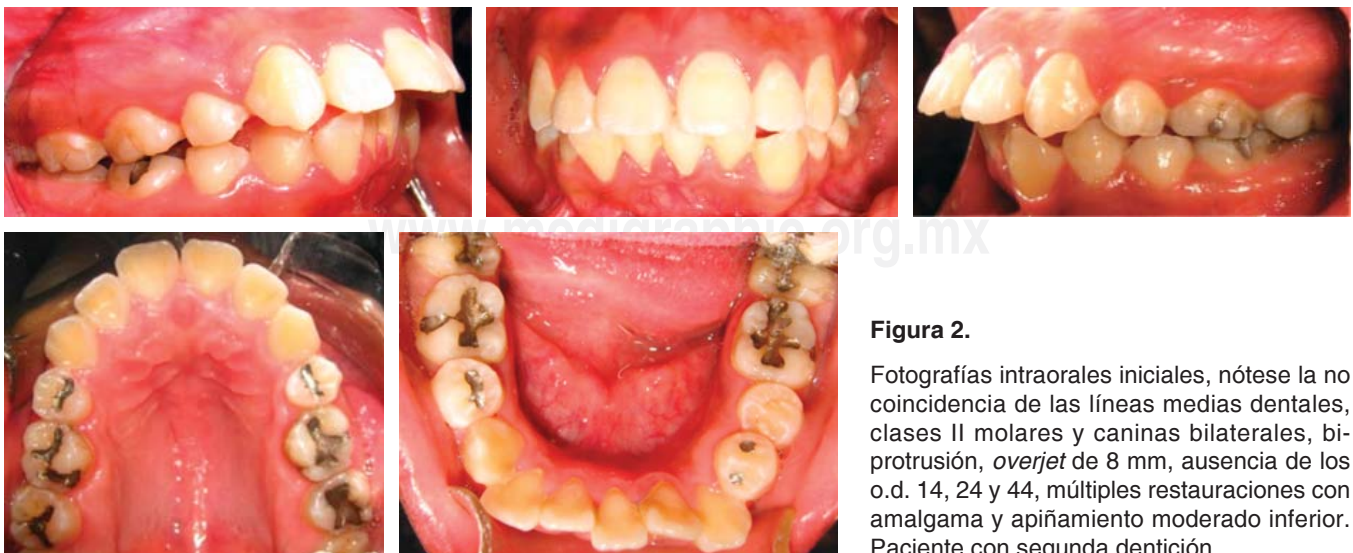 www.medigraphic.org.mx
Figura 2.
Fotografías intraorales iniciales, nótese la no
coincidencia de las líneas medias dentales,
clases II molares y caninas bilaterales, bi-
protrusión, overjet de 8 mm, ausencia de los
o.d. 14, 24 y 44, múltiples restauraciones con
amalgama y apiñamiento moderado inferior.
Paciente con segunda dentición.